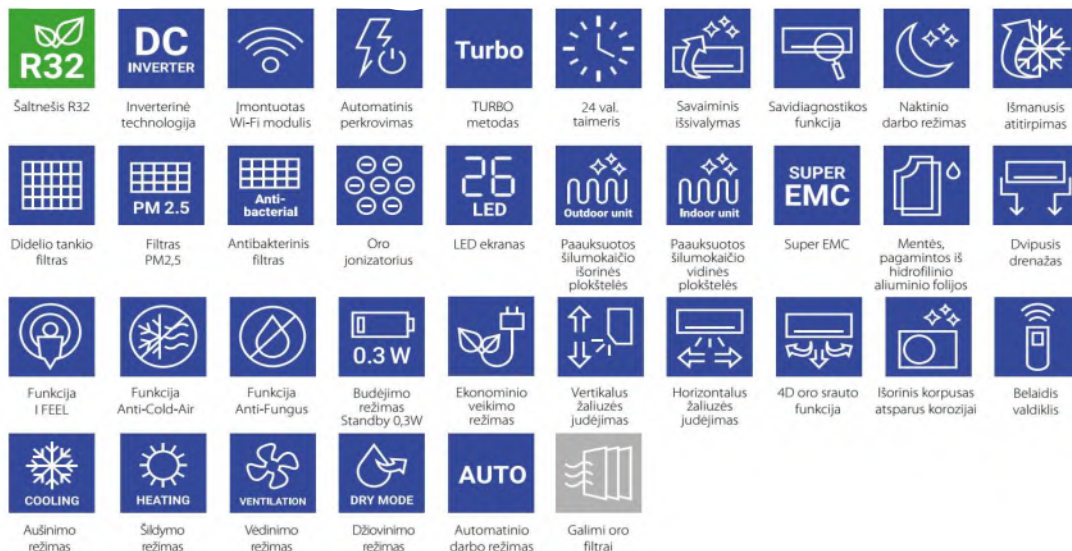 R32
DC
INVERTER
Turbo
Šaltnešis R32
Inverterinė
technologija
Įmontuotas
Wi-Fi modulis
Automatinis
perkrovimas
TURBO
metodas
24 val.
taimeris
Savaiminis
išsivalymas
Savidiagnostikos
funkcija
Naktinio
darbo režimas
Išmanusis
atitirpimas
PM 2.5
Anti-
bacterial
26
LED
Outdoor unit
Indoor unit
SUPER
EMC
Didelio tankio
filtras
Filtras
PM2,5
Antibakterinis
filtras
Oro
jonizatorius
LED ekranas
Paauksuotos
šilumokaičio
išorinės
plokštelės
Paauksuotos
šilumokaičio
vidinės
plokštelės
Super EMC
Mentės,
pagamintos iš
hidrofilinio
aliuminio folijos
Dvipusis
drenažas
0.3 W
Funkcija
I FEEL
Funkcija
Anti-Cold-Air
Funkcija
Anti-Fungus
Budėjimo
režimas
Standby 0,3W
Ekonominio
veikimo
režimas
Vertikalus
žaliuzės
judėjimas
Horizontalus
žaliuzės
judėjimas
4D oro srauto
funkcija
Išorinis korpusas
atsparus korozijai
Belaidis
valdiklis
COOLING
HEATING
VENTILATION
DRY MODE
AUTO
Aušinimo
režimas
Šildymo
režimas
Vėdinimo
režimas
Džiovinimo
režimas
Automatinio
darbo režimas
Galimi oro
filtrai